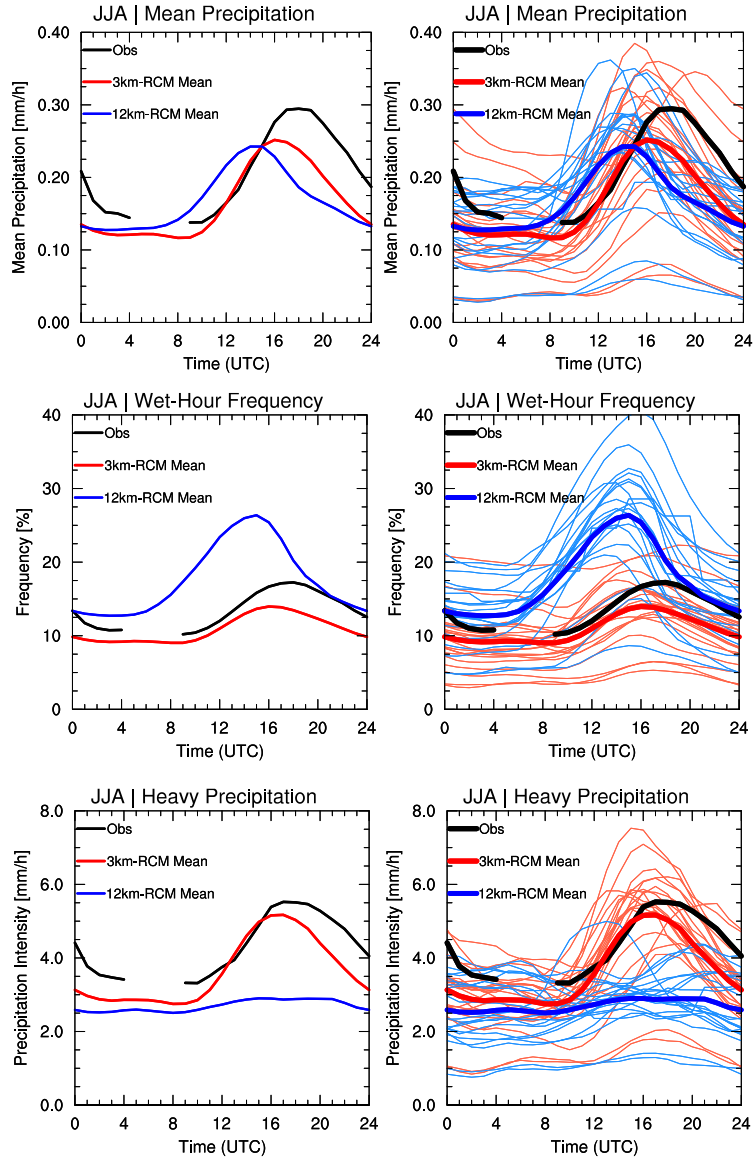 JJA | Mean Precipitation
0.40
0.30
0.20
0.10
0.00
Mean Precipitation [mm/h]
Obs
3km-RCM Mean
12km-RCM Mean
0 4 8 12 16 20 24
Time (UTC)
JJA | Mean Precipitation
0.40
0.30
0.20
0.10
0.00
Mean Precipitation [mm/h]
Obs
3km-RCM Mean
12km-RCM Mean
0 4 8 12 16 20 24
Time (UTC)
JJA | Wet-Hour Frequency
40
30
20
10
0
Frequency [%]
Obs
3km-RCM Mean
12km-RCM Mean
0 4 8 12 16 20 24
Time (UTC)
JJA | Wet-Hour Frequency
40
30
20
10
0
Frequency [%]
Obs
3km-RCM Mean
12km-RCM Mean
0 4 8 12 16 20 24
Time (UTC)
JJA | Heavy Precipitation
8.0
6.0
4.0
2.0
0.0
Precipitation Intensity [mm/h]
Obs
3km-RCM Mean
12km-RCM Mean
0 4 8 12 16 20 24
Time (UTC)
JJA | Heavy Precipitation
8.0
6.0
4.0
2.0
0.0
Precipitation Intensity [mm/h]
Obs
3km-RCM Mean
12km-RCM Mean
0 4 8 12 16 20 24
Time (UTC)